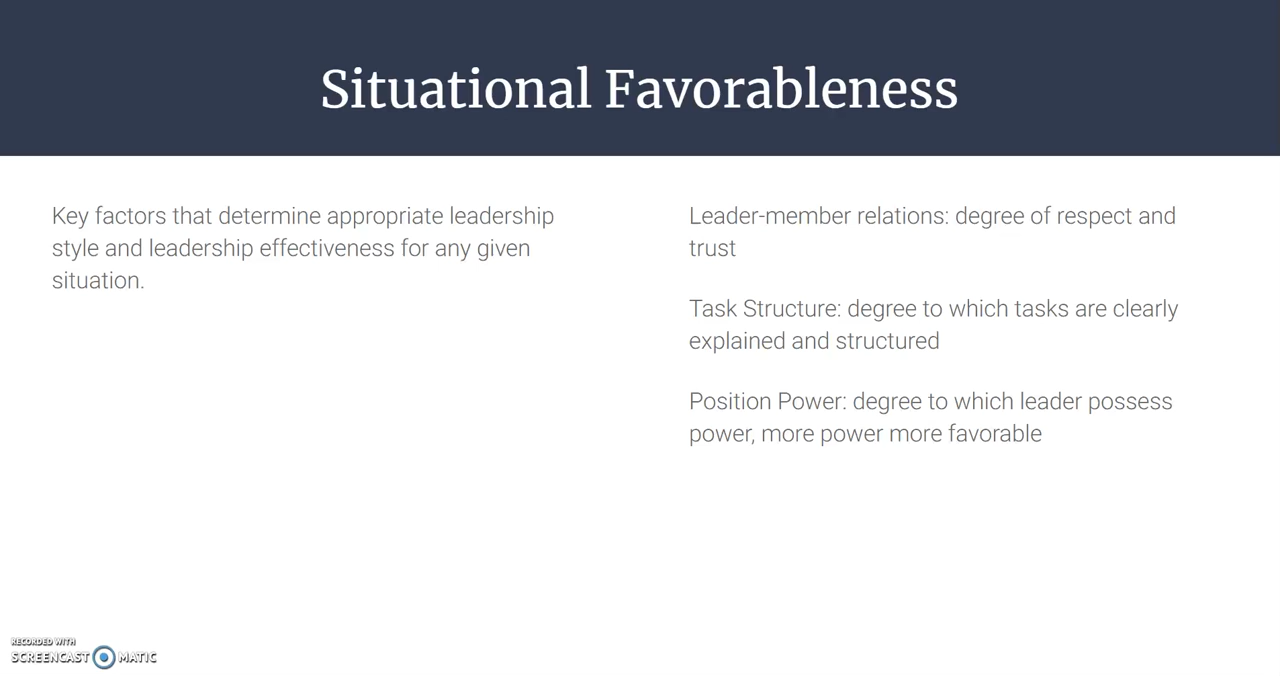 Situational Favorableness
Key factors that determine appropriate leadership
style and leadership effectiveness for any given
situation.
Leader-member relations: degree of respect and
trust
Task Structure: degree to which tasks are clearly
explained and structured
Position Power: degree to which leader possess
power, more power more favorable
RECORDED WITH
SCREENCAST MATIC